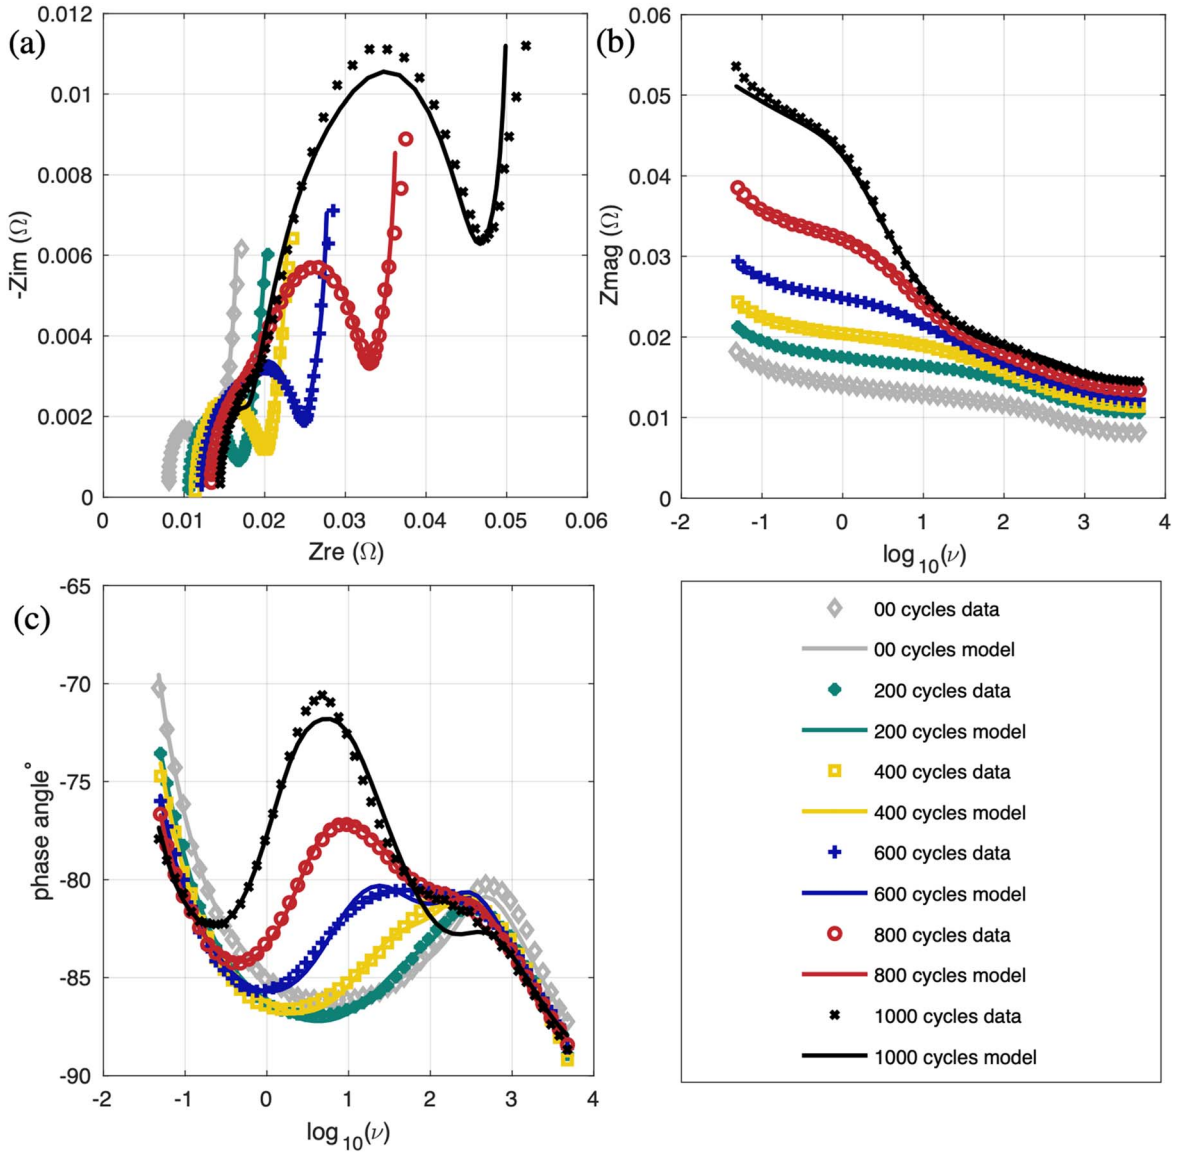 (a)
0.012
0.01
0.008
0.006
0.004
0.002
0
-Zim (Ω)
0 0.01 0.02 0.03 0.04 0.05 0.06
Zre (Ω)
(b)
0.06
0.05
0.04
0.03
0.02
0.01
0
Zmag (Ω)
-2 -1 0 1 2 3 4
log10(ν)
(c)
-65
-70
-75
-80
-85
-90
phase angle°
-2 -1 0 1 2 3 4
log10(ν)
00 cycles data
00 cycles model
200 cycles data
200 cycles model
400 cycles data
400 cycles model
600 cycles data
600 cycles model
800 cycles data
800 cycles model
1000 cycles data
1000 cycles model